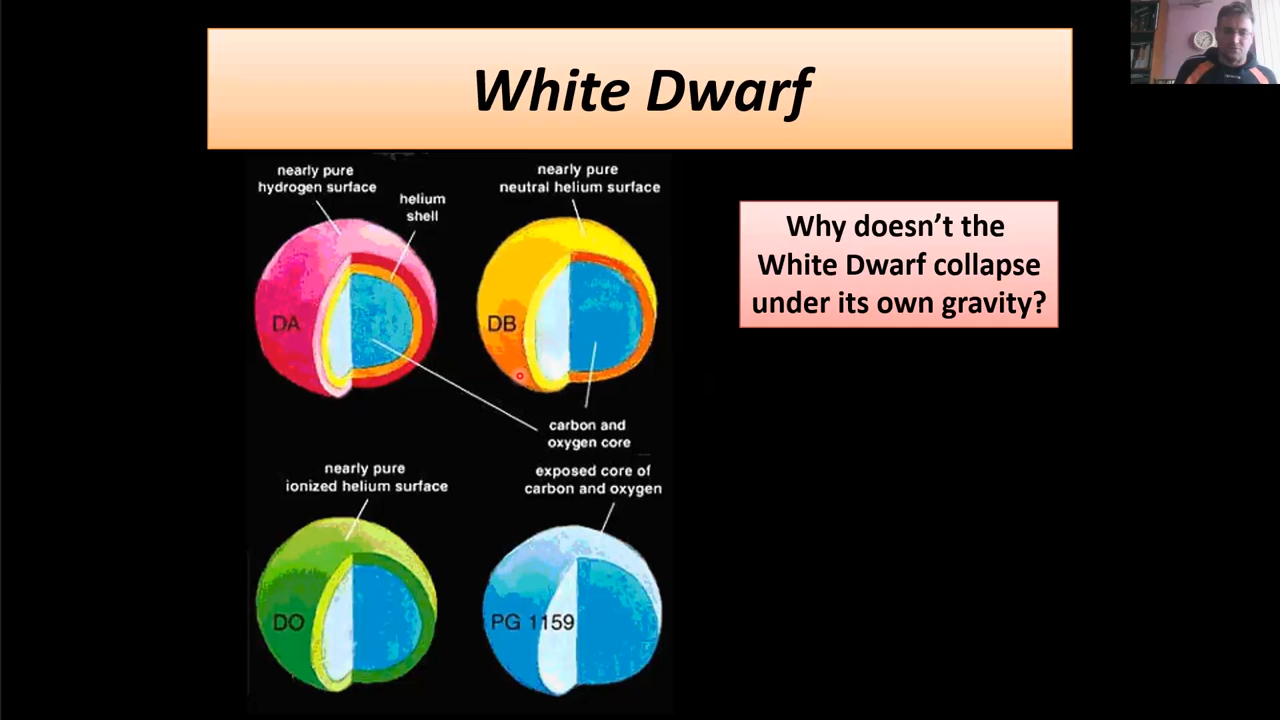 White Dwarf
nearly pure
hydrogen surface
helium
shell
nearly pure
neutral helium surface
DA
DB
carbon and
oxygen core
nearly pure
ionized helium surface
exposed core of
carbon and oxygen
DO
PG 1159
Why doesn’t the
White Dwarf collapse
under its own gravity?